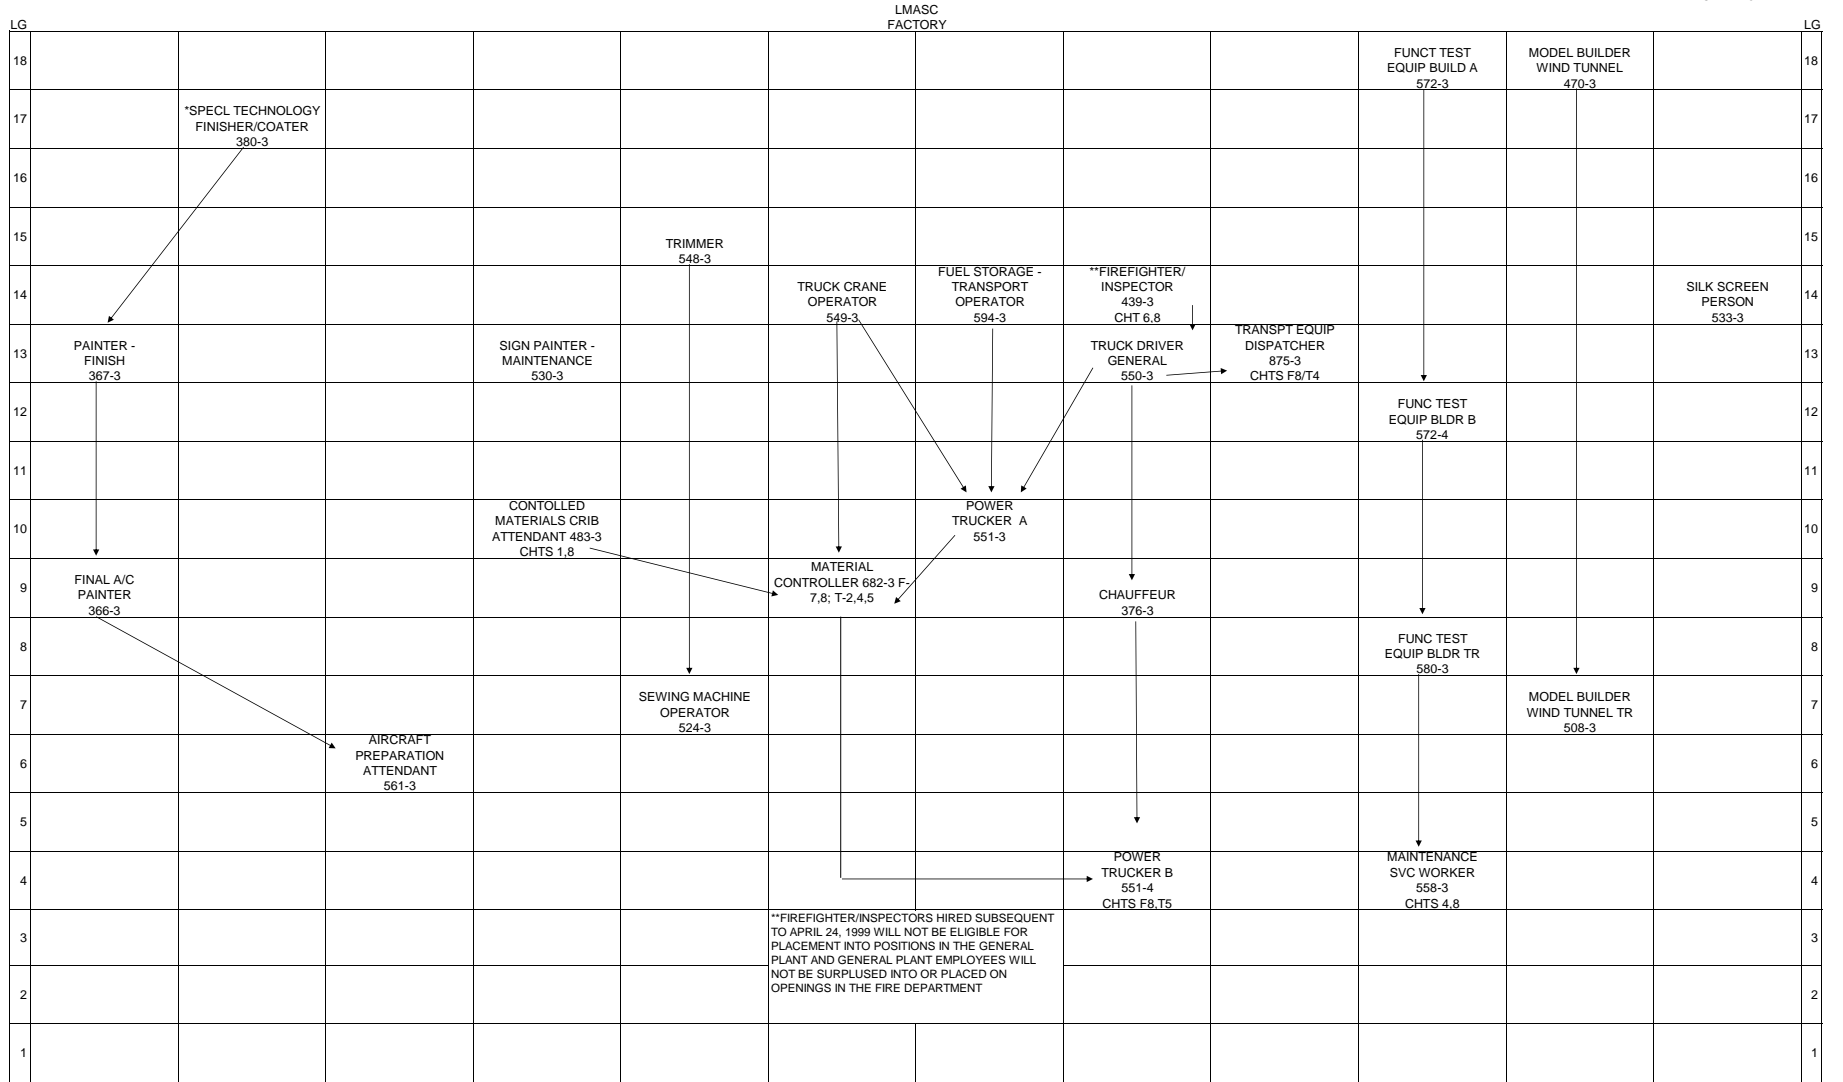 LMASC
FACTORY
LG
LG
18
FUNCT TEST
EQUIP BUILD A
572-3
MODEL BUILDER
WIND TUNNEL
470-3
18
17
*SPECL TECHNOLOGY
FINISHER/COATER
380-3
17
16
16
15
TRIMMER
548-3
15
14
TRUCK CRANE
OPERATOR
549-3
FUEL STORAGE -
TRANSPORT
OPERATOR
594-3
**FIREFIGHTER/
INSPECTOR
439-3
CHT 6,8
SILK SCREEN
PERSON
533-3
14
13
PAINTER -
FINISH
367-3
SIGN PAINTER -
MAINTENANCE
530-3
TRUCK DRIVER
GENERAL
550-3
TRANSPT EQUIP
DISPATCHER
875-3
CHTS F8/T4
13
12
FUNC TEST
EQUIP BLDR B
572-4
12
11
11
10
CONTOLLED
MATERIALS CRIB
ATTENDANT 483-3
CHTS 1,8
POWER
TRUCKER A
551-3
10
9
FINAL A/C
PAINTER
366-3
MATERIAL
CONTROLLER 682-3 F-
7,8; T-2,4,5
CHAUFFEUR
376-3
9
8
FUNC TEST
EQUIP BLDR TR
580-3
8
7
SEWING MACHINE
OPERATOR
524-3
MODEL BUILDER
WIND TUNNEL TR
508-3
7
6
AIRCRAFT
PREPARATION
ATTENDANT
561-3
6
5
5
4
POWER
TRUCKER B
551-4
CHTS F8,T5
MAINTENANCE
SVC WORKER
558-3
CHTS 4,8
4
3
**FIREFIGHTER/INSPECTORS HIRED SUBSEQUENT
TO APRIL 24, 1999 WILL NOT BE ELIGIBLE FOR
PLACEMENT INTO POSITIONS IN THE GENERAL
PLANT AND GENERAL PLANT EMPLOYEES WILL
NOT BE SURPLUSED INTO OR PLACED ON
OPENINGS IN THE FIRE DEPARTMENT
3
2
2
1
1